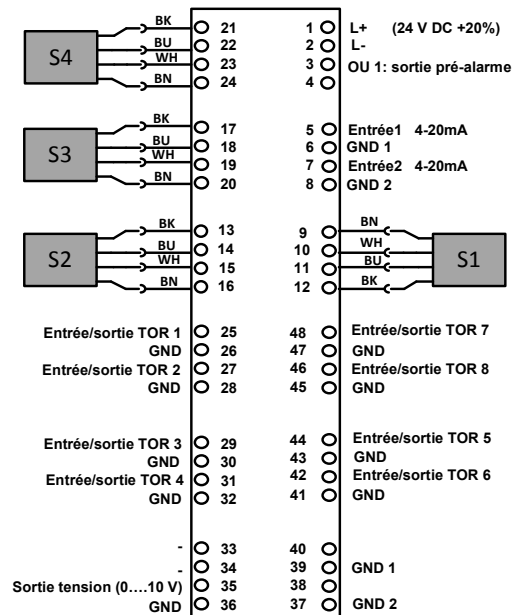 BK 21 1 L+ (24 V DC +20%)
BU 22 2 L-
S4 WH 23 3 OU 1: sortie pré-alarme
BN 24 4
BK 17 5 Entrée1 4-20mA
BU 18 6 GND 1
S3 WH 19 7 Entrée2 4-20mA
BN 20 8 GND 2
BK 13 9 BN
BU 14 10 WH
S2 WH 15 11 BU S1
BN 16 12 BK
Entrée/sortie TOR 1 25 48 Entrée/sortie TOR 7
GND 26 47 GND
Entrée/sortie TOR 2 27 46 Entrée/sortie TOR 8
GND 28 45 GND
Entrée/sortie TOR 3 29 44 Entrée/sortie TOR 5
GND 30 43 GND
Entrée/sortie TOR 4 31 42 Entrée/sortie TOR 6
GND 32 41 GND
- 33 40
- 34 39 GND 1
Sortie tension (0....10 V) 35 38
GND 36 37 GND 2